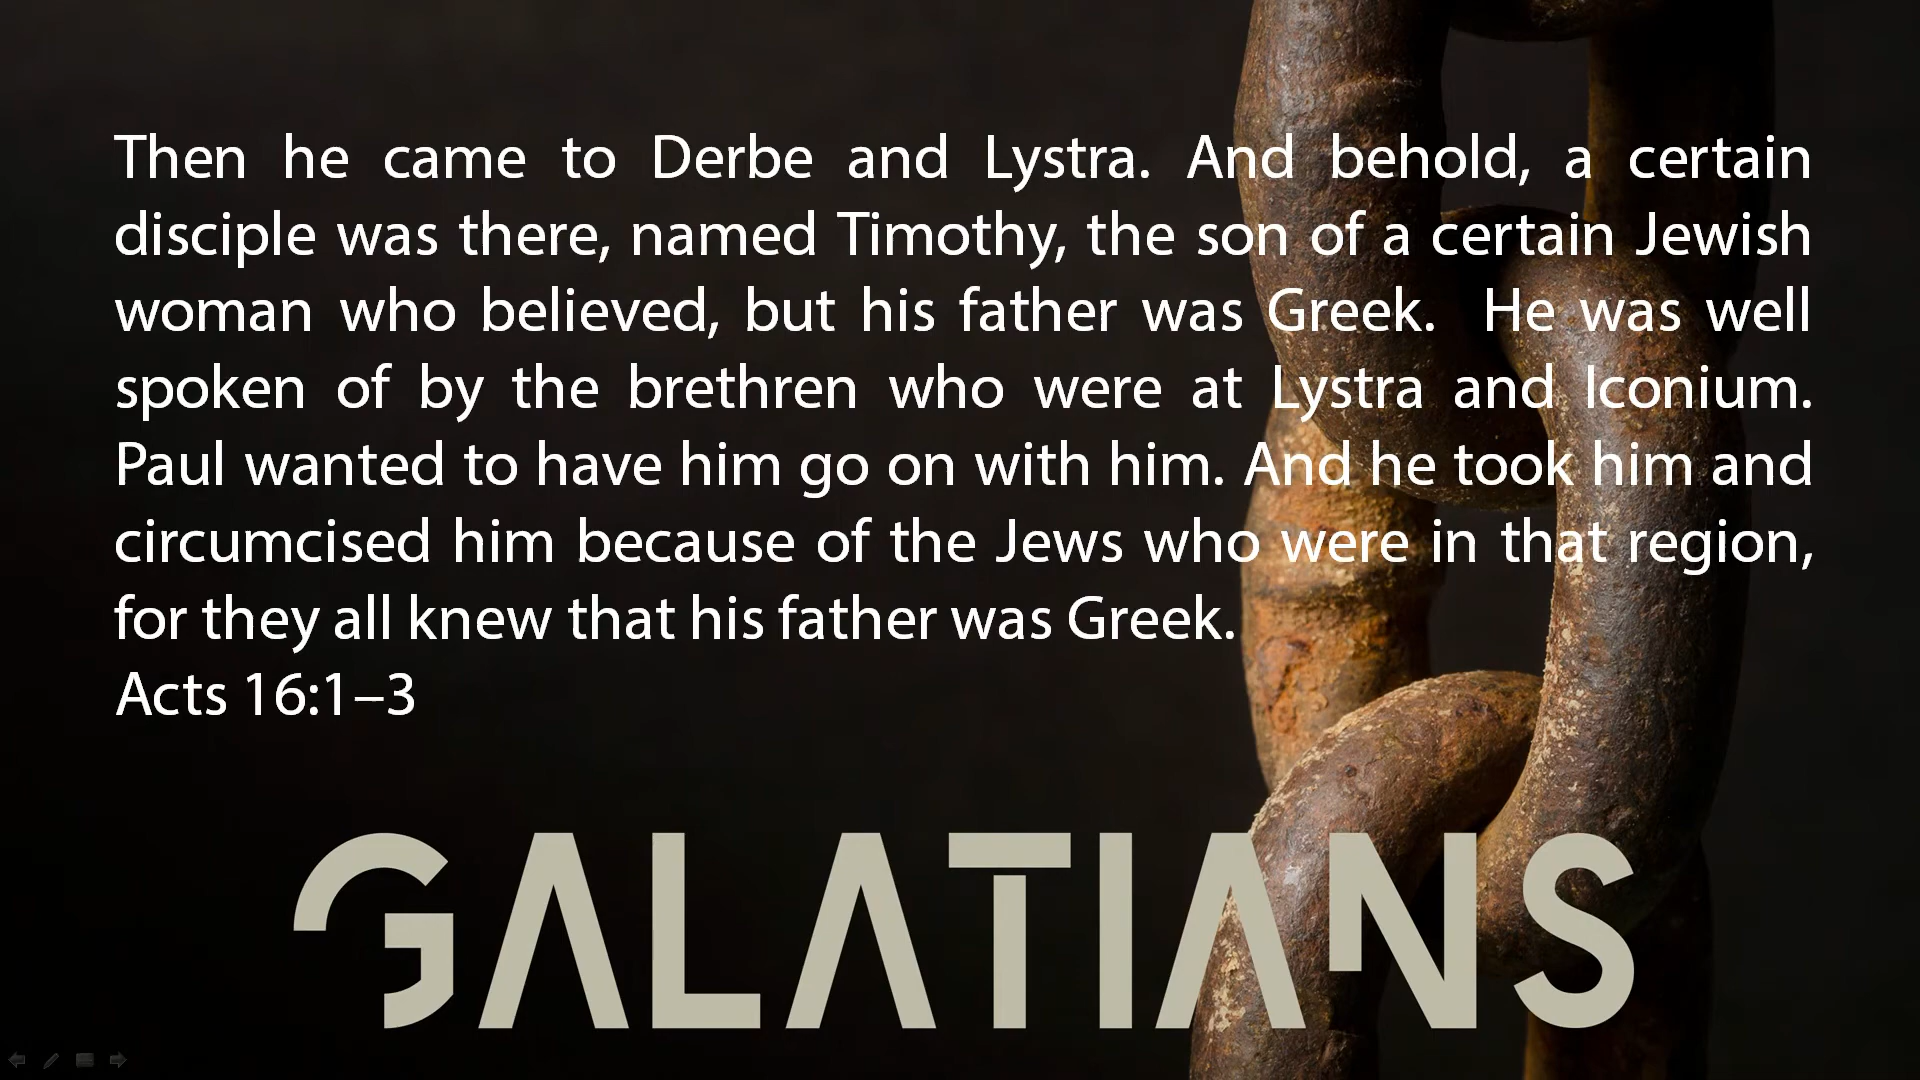 Then he came to Derbe and Lystra. And behold, a certain
disciple was there, named Timothy, the son of a certain Jewish
woman who believed, but his father was Greek.  He was well
spoken of by the brethren who were at Lystra and Iconium.
Paul wanted to have him go on with him. And he took him and
circumcised him because of the Jews who were in that region,
for they all knew that his father was Greek.
Acts 16:1–3
GALATIANS